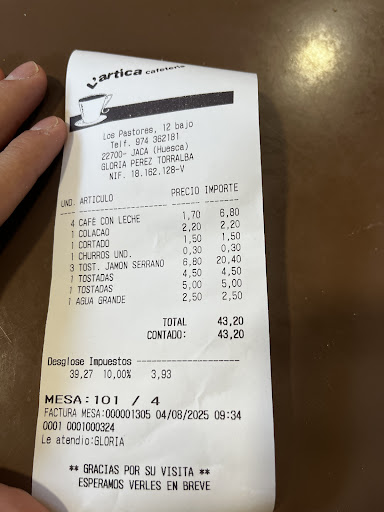 artica cafetería
Los Pastores, 12 bajo
Telf. 974 362181
22700- JACA (Huesca)
GLORIA PEREZ TORRALBA
NIF. 18.162.126-V
UND. ARTICULO PRECIO IMPORTE
4 CAFE CON LECHE 1,70 6,80
1 COLACAO 2,20 2,20
1 CORTADO 1,50 1,50
1 CHURROS UND. 0,30 0,30
3 TOST. JAMON SERRANO 6,80 20,40
1 TOSTADAS 4,50 4,50
1 TOSTADAS 5,00 5,00
1 AGUA GRANDE 2,50 2,50
TOTAL 43,20
CONTADO: 43,20
Desglose Impuestos --------------------
39,27 10,00% 3,93
MESA:101 / 4
FACTURA MESA:000001305 04/08/2025 09:34
0001 0001000324
Le atendio:GLORIA
** GRACIAS POR SU VISITA **
ESPERAMOS VERLES EN BREVE